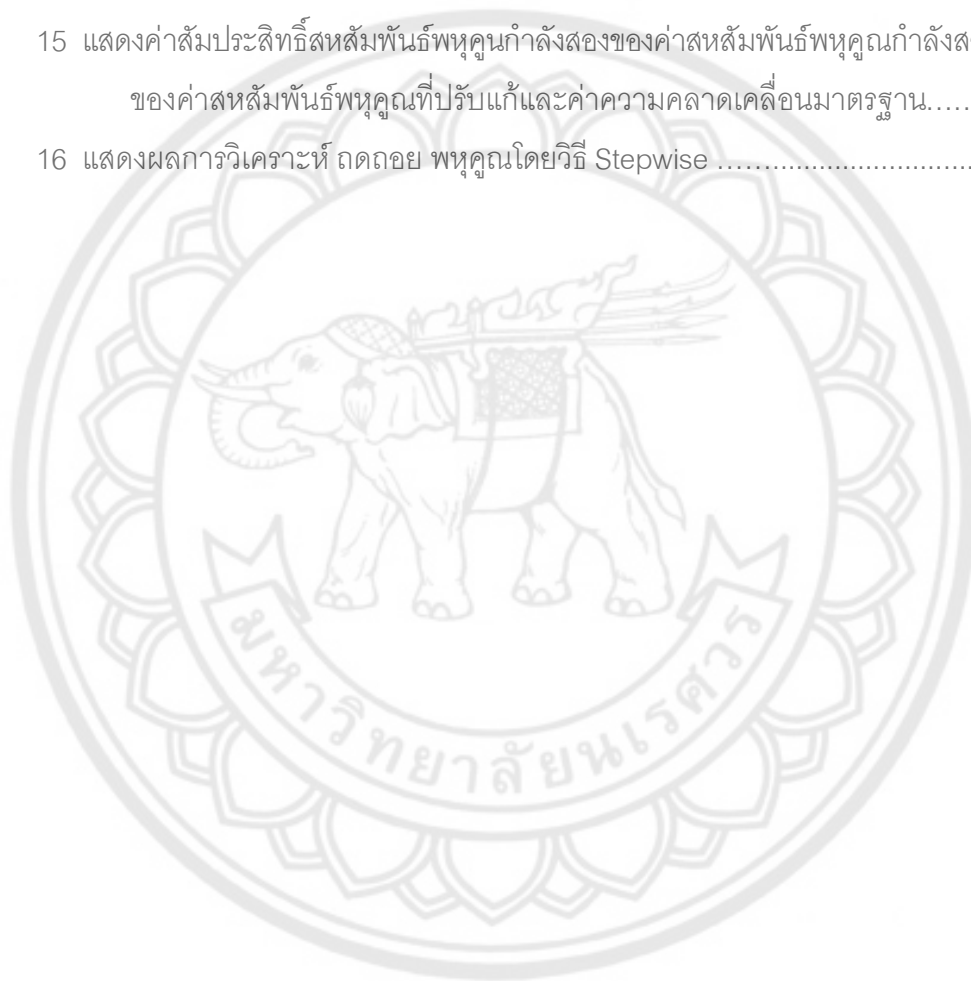 15 แสดงค่าสัมประสิทธิ์สหสัมพันธ์พหุคูนกำลังสองของค่าสหสัมพันธ์พหุคูณกำลังส
ของค่าสหสัมพันธ์พหุคูณที่ปรับแก้และค่าความคลาดเคลื่อนมาตรฐาน.....
16 แสดงผลการวิเคราะห์ ถดถอย พหุคูณโดยวิธี Stepwise ..................................
มหาวิทยาลัยนเรศวร